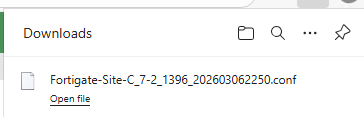 Downloads
Fortigate-Site-C_7-2_1396_202603062250.conf
Open file